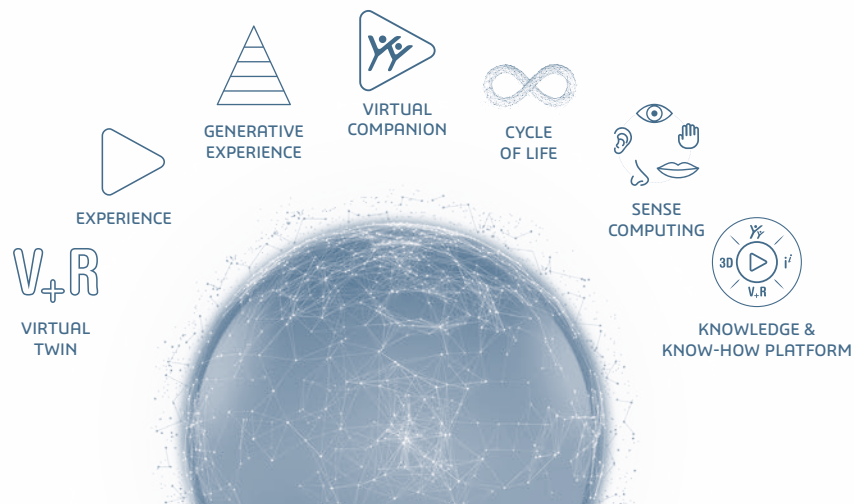 V+R
VIRTUAL
TWIN
EXPERIENCE
GENERATIVE
EXPERIENCE
VIRTUAL
COMPANION
CYCLE
OF LIFE
SENSE
COMPUTING
3D
i
V+R
KNOWLEDGE &
KNOW-HOW PLATFORM